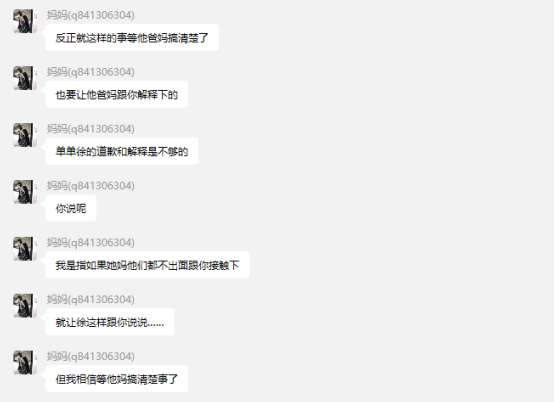 妈妈(q841306304)
反正就这样的事等他爸妈搞清楚了
妈妈(q841306304)
也要让他爸妈跟你解释下的
妈妈(q841306304)
单单徐的道歉和解释是不够的
妈妈(q841306304)
你说呢
妈妈(q841306304)
我是指如果她妈他们都不出面跟你接触下
妈妈(q841306304)
就让徐这样跟你说说......
妈妈(q841306304)
但我相信等他妈搞清楚事了